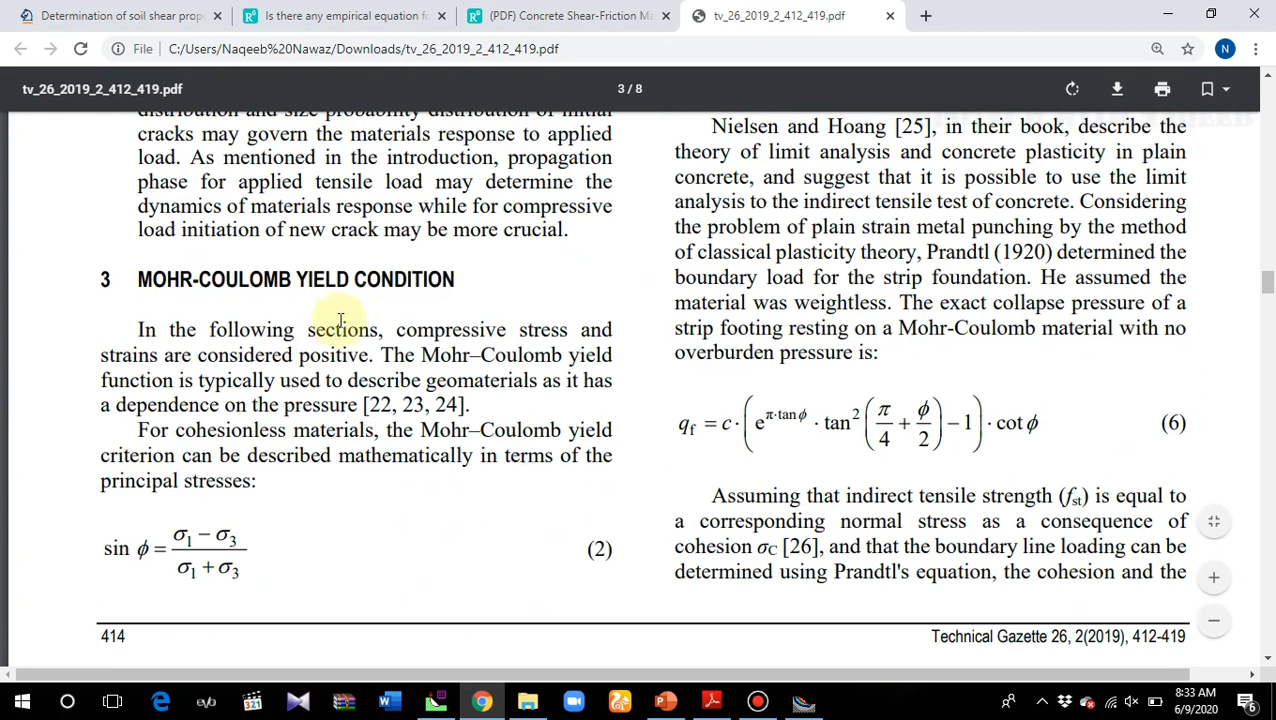 Determination of soil shear prop
Is there any empirical equation fo
(PDF) Concrete Shear-Friction Ma
tv_26_2019_2_412_419.pdf
File
C:/Users/Naqeeb%20Nawaz/Downloads/tv_26_2019_2_412_419.pdf
N
tv_26_2019_2_412_419.pdf
3 / 8
distribution and size probability distribution of initial
cracks may govern the materials response to applied
load. As mentioned in the introduction, propagation
phase for applied tensile load may determine the
dynamics of materials response while for compressive
load initiation of new crack may be more crucial.
3 MOHR-COULOMB YIELD CONDITION
In the following sections, compressive stress and
strains are considered positive. The Mohr–Coulomb yield
function is typically used to describe geomaterials as it has
a dependence on the pressure [22, 23, 24].
For cohesionless materials, the Mohr–Coulomb yield
criterion can be described mathematically in terms of the
principal stresses:
sin ϕ = (σ1 − σ3) / (σ1 + σ3) (2)
Nielsen and Hoang [25], in their book, describe the
theory of limit analysis and concrete plasticity in plain
concrete, and suggest that it is possible to use the limit
analysis to the indirect tensile test of concrete. Considering
the problem of plain strain metal punching by the method
of classical plasticity theory, Prandtl (1920) determined the
boundary load for the strip foundation. He assumed the
material was weightless. The exact collapse pressure of a
strip footing resting on a Mohr-Coulomb material with no
overburden pressure is:
qf = c · (e^π·tanϕ · tan² (π/4 + ϕ/2) − 1) · cot ϕ (6)
Assuming that indirect tensile strength (fst) is equal to
a corresponding normal stress as a consequence of
cohesion σC [26], and that the boundary line loading can be
determined using Prandtl's equation, the cohesion and the
414
Technical Gazette 26, 2(2019), 412-419
8:33 AM
6/9/2020
6